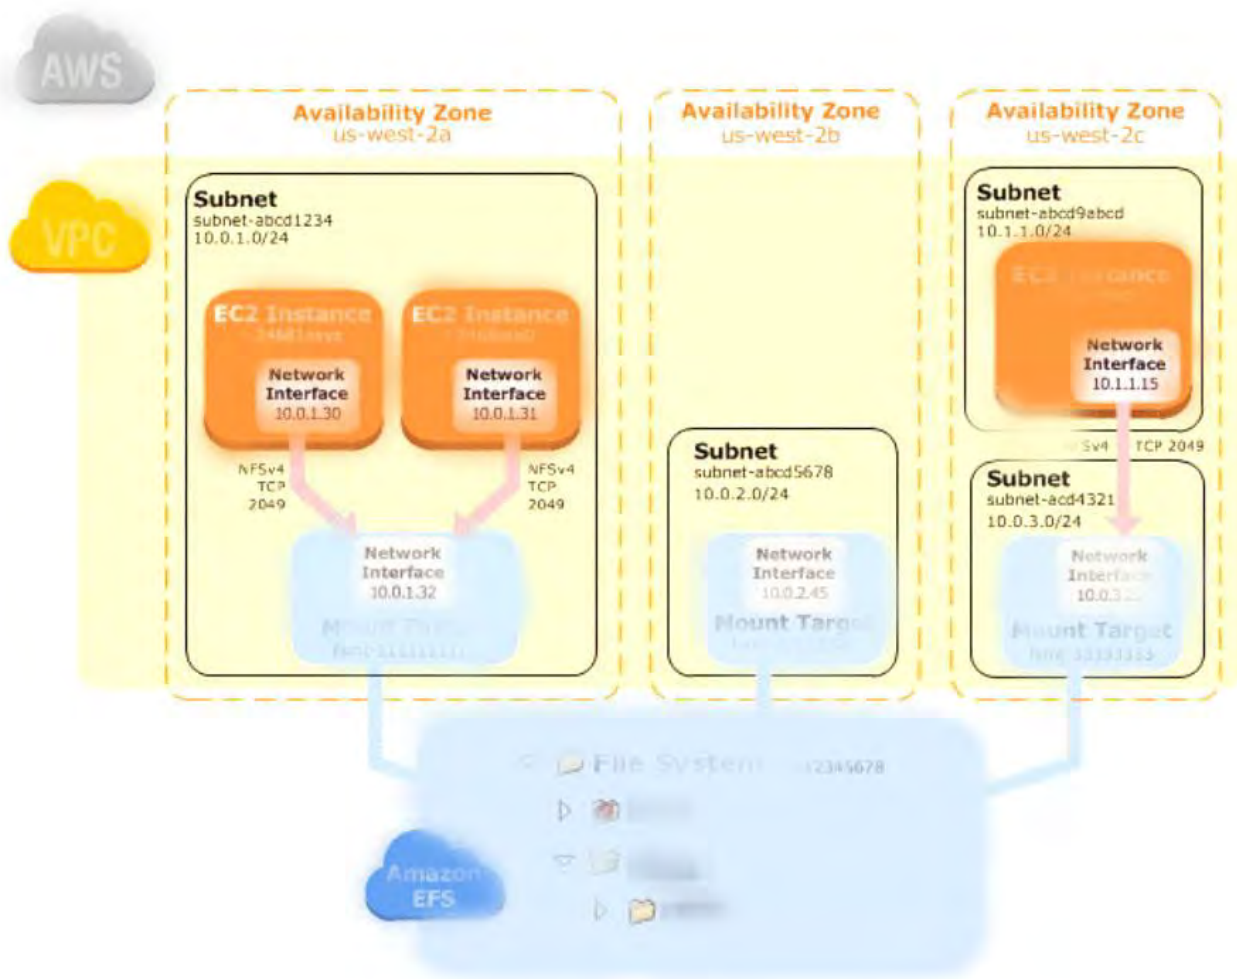 AWS
Availability Zone
us-west-2a
Availability Zone
us-west-2b
Availability Zone
us-west-2c
VPC
Subnet
subnet-abcd1234
10.0.1.0/24
EC2 Instance
Network
Interface
10.0.1.30
EC2 Instance
Network
Interface
10.0.1.31
NFSv4
TCP
2049
NFSv4
TCP
2049
Network
Interface
10.0.1.32
Mount
Subnet
subnet-abcd5678
10.0.2.0/24
Network
Interface
10.0.2.45
Mount Target
Subnet
subnet-abcd9abcd
10.1.1.0/24
EC2 Instance
Network
Interface
10.1.1.15
TCP 2049
Subnet
subnet-acd4321
10.0.3.0/24
Network
Interface
Mount Target
File System
12345678
Amazon
EFS